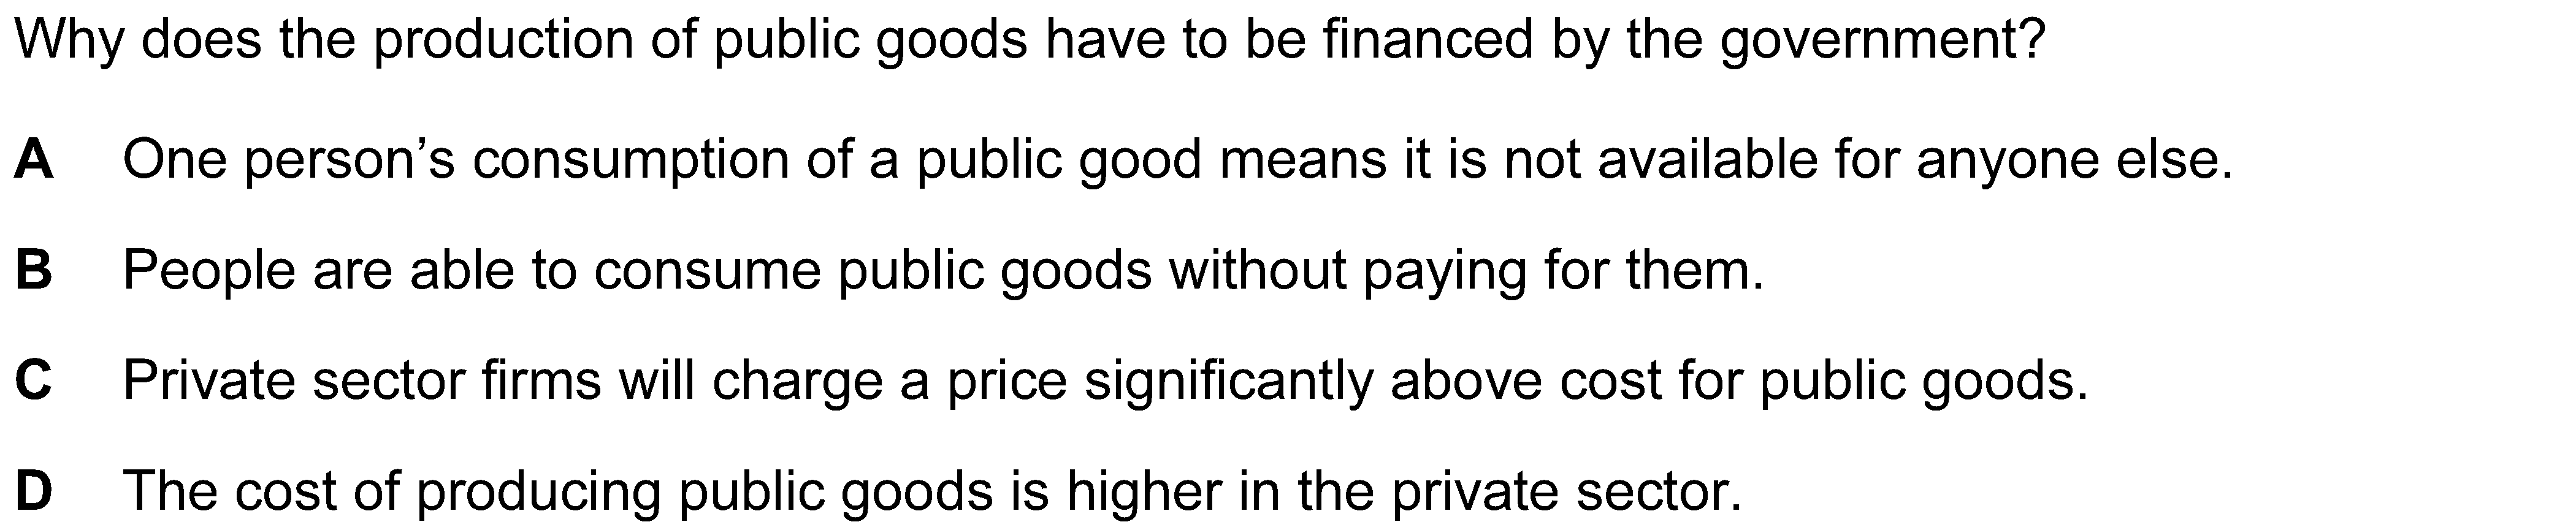 Why does the production of public goods have to be financed by the government?
A One person’s consumption of a public good means it is not available for anyone else.
B People are able to consume public goods without paying for them.
C Private sector firms will charge a price significantly above cost for public goods.
D The cost of producing public goods is higher in the private sector.